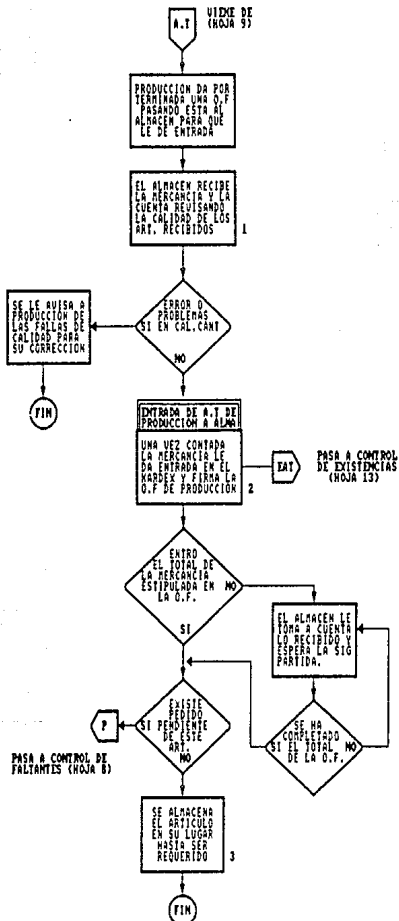 VIENE DE
(HOJA 9)
A.T
PRODUCCION DA POR
TERMINADA UNA O.F
PASANDO ESTA AL
ALMACEN PARA QUE
LE DE ENTRADA
EL ALMACEN RECIBE
LA MERCANCIA Y LA
CUENTA REVISANDO
LA CALIDAD DE LOS
ART. RECIBIDOS
1
ERROR O
PROBLEMAS
SI EN CAL,CANT
NO
SE LE AVISA A
PRODUCCION DE
LAS FALLAS DE
CALIDAD PARA
SU CORRECCION
FIN
ENTRADA DE A.T DE
PRODUCCION A ALMA
UNA VEZ CONTADA
LA MERCANCIA LE
DA ENTRADA EN EL
KARDEX Y FIRMA LA
O.F DE PRODUCCION
2
EAT
PASA A CONTROL
DE EXISTENCIAS
(HOJA 13)
ENTRO
EL TOTAL DE
LA MERCANCIA NO
ESTIPULADA EN
LA O.F.
SI
EL ALMACEN LE
TOMA A CUENTA
LO RECIBIDO Y
ESPERA LA SIG
PARTIDA.
SE HA
COMPLETADO
SI EL TOTAL NO
DE LA O.F.
EXISTE
PEDIDO
SI PENDIENTE
DE ESTE
ART.
NO
P
PASA A CONTROL DE
FALTANTES (HOJA 8)
SE ALMACENA
EL ARTICULO
EN SU LUGAR
HASTA SER
REQUERIDO
3
FIN